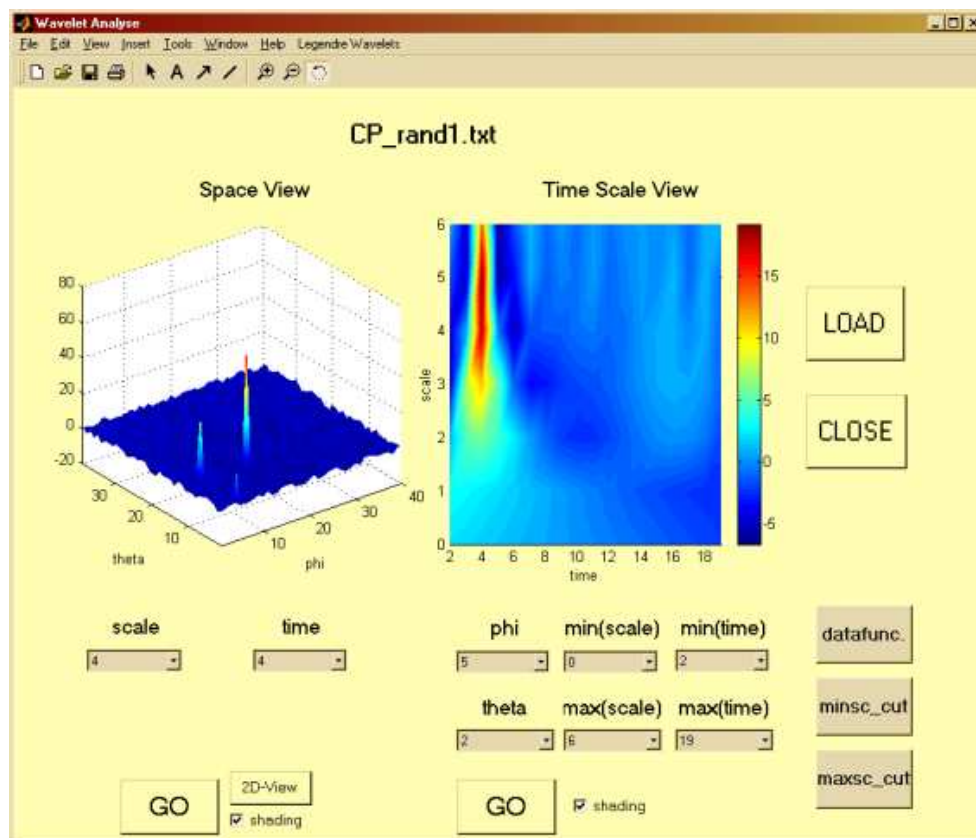 Wavelet Analyse
File Edit View Insert Tools Window Help Legendre Wavelets
CP_rand1.txt
Space View
Time Scale View
80
60
40
20
0
-20
30
20
10
theta
10
20
30
40
phi
6
5
4
3
2
1
0
scale
2 4 6 8 10 12 14 16 18
time
15
10
5
0
-5
LOAD
CLOSE
scale time
4 4
phi min(scale) min(time)
5 0 2
theta max(scale) max(time)
2 6 19
datafunc.
minsc_cut
maxsc_cut
GO
2D-View
shading
GO
shading